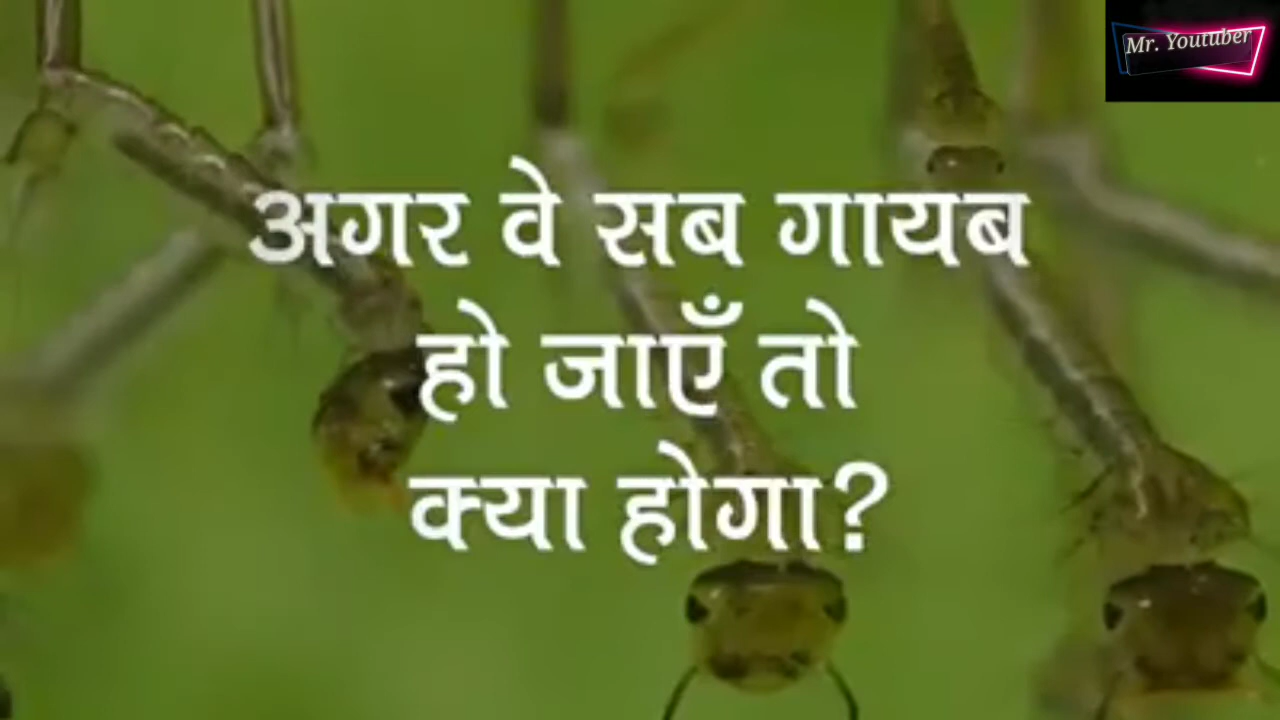 Mr. Youtuber
अगर वे सब गायब
हो जाएँ तो
क्या होगा?